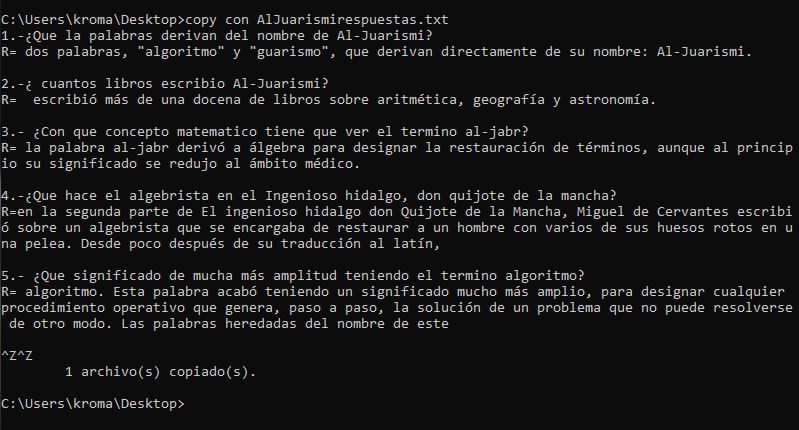 C:\Users\kroma\Desktop>copy con AlJuarismirespuestas.txt
1.-¿Que la palabras derivan del nombre de Al-Juarismi?
R= dos palabras, "algoritmo" y "guarismo", que derivan directamente de su nombre: Al-Juarismi.
2.-¿ cuantos libros escribio Al-Juarismi?
R=  escribió más de una docena de libros sobre aritmética, geografía y astronomía.
3.- ¿Con que concepto matematico tiene que ver el termino al-jabr?
R= la palabra al-jabr derivó a álgebra para designar la restauración de términos, aunque al princip
io su significado se redujo al ámbito médico.
4.-¿Que hace el algebrista en el Ingenioso hidalgo, don quijote de la mancha?
R=en la segunda parte de El ingenioso hidalgo don Quijote de la Mancha, Miguel de Cervantes escribi
ó sobre un algebrista que se encargaba de restaurar a un hombre con varios de sus huesos rotos en u
na pelea. Desde poco después de su traducción al latín,
5.- ¿Que significado de mucha más amplitud teniendo el termino algoritmo?
R= algoritmo. Esta palabra acabó teniendo un significado mucho más amplio, para designar cualquier
procedimiento operativo que genera, paso a paso, la solución de un problema que no puede resolverse
 de otro modo. Las palabras heredadas del nombre de este
^Z^Z
        1 archivo(s) copiado(s).
C:\Users\kroma\Desktop>